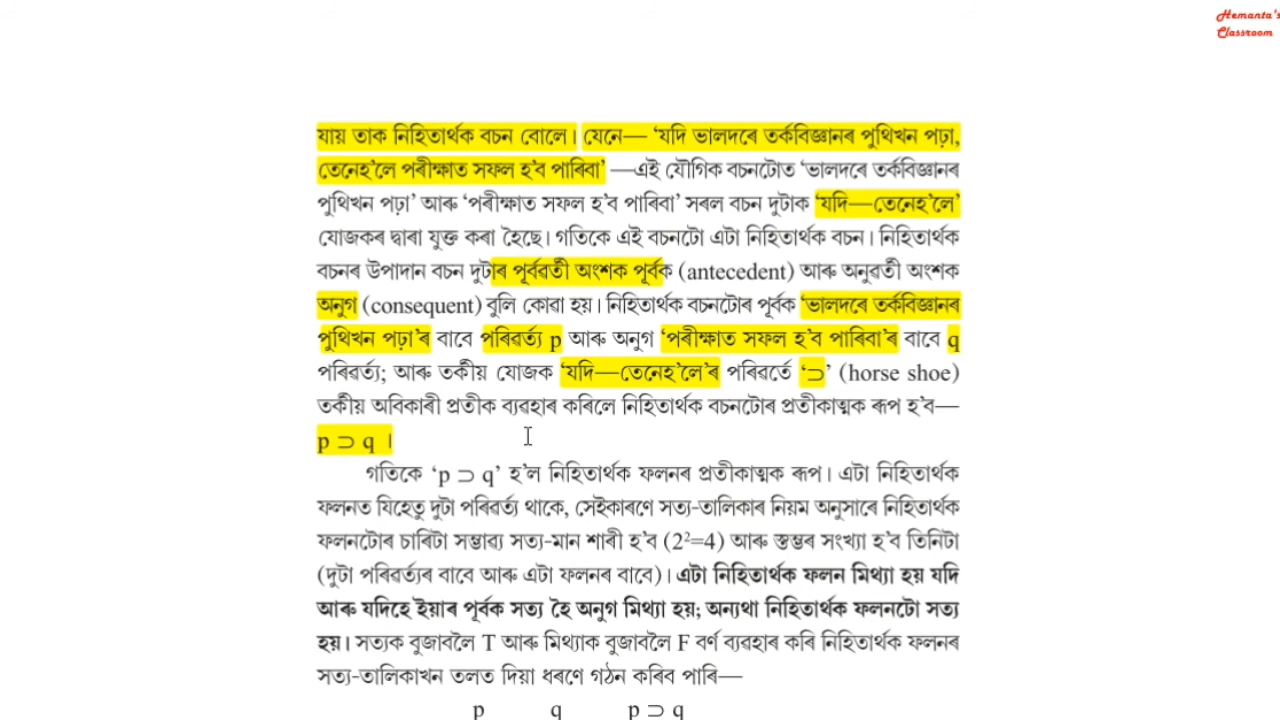 Hemanta's
Classroom
যায় তাক নিহিতাৰ্থক বচন বোলে। যেনে— ‘যদি ভালদৰে তৰ্কবিজ্ঞানৰ পুথিখন পঢ়া,
তেনেহ’লে পৰীক্ষাত সফল হ’ব পাৰিবা’ —এই যৌগিক বচনটোত ‘ভালদৰে তৰ্কবিজ্ঞানৰ
পুথিখন পঢ়া’ আৰু ‘পৰীক্ষাত সফল হ’ব পাৰিবা’ সৰল বচন দুটাক ‘যদি—তেনেহ’লে’
যোজকৰ দ্বাৰা যুক্ত কৰা হৈছে। গতিকে এই বচনটো এটা নিহিতাৰ্থক বচন। নিহিতাৰ্থক
বচনৰ উপাদান বচন দুটাৰ পূৰ্বৱৰ্তী অংশক পূৰ্বক (antecedent) আৰু অনুবৰ্তী অংশক
অনুগ (consequent) বুলি কোৱা হয়। নিহিতাৰ্থক বচনটোৰ পূৰ্বক ‘ভালদৰে তৰ্কবিজ্ঞানৰ
পুথিখন পঢ়া’ৰ বাবে পৰিৱৰ্ত্য p আৰু অনুগ ‘পৰীক্ষাত সফল হ’ব পাৰিবা’ৰ বাবে q
পৰিৱৰ্ত্য; আৰু তৰ্কীয় যোজক ‘যদি—তেনেহ’লে’ৰ পৰিৱৰ্তে ‘⊃’ (horse shoe)
তৰ্কীয় অবিকাৰী প্ৰতীক ব্যৱহাৰ কৰিলে নিহিতাৰ্থক বচনটোৰ প্ৰতীকাত্মক ৰূপ হ’ব—
p ⊃ q ।
গতিকে ‘p ⊃ q’ হ’ল নিহিতাৰ্থক ফলনৰ প্ৰতীকাত্মক ৰূপ। এটা নিহিতাৰ্থক
ফলনত যিহেতু দুটা পৰিৱৰ্ত্য থাকে, সেইকাৰণে সত্য-তালিকাৰ নিয়ম অনুসাৰে নিহিতাৰ্থক
ফলনটোৰ চাৰিটা সম্ভাব্য সত্য-মান শাৰী হ’ব (2²=4) আৰু স্তম্ভৰ সংখ্যা হ’ব তিনিটা
(দুটা পৰিৱৰ্ত্যৰ বাবে আৰু এটা ফলনৰ বাবে)। এটা নিহিতাৰ্থক ফলন মিথ্যা হয় যদি
আৰু যদিহে ইয়াৰ পূৰ্বক সত্য হৈ অনুগ মিথ্যা হয়; অন্যথা নিহিতাৰ্থক ফলনটো সত্য
হয়। সত্যক বুজাবলৈ T আৰু মিথ্যাক বুজাবলৈ F বৰ্ণ ব্যৱহাৰ কৰি নিহিতাৰ্থক ফলনৰ
সত্য-তালিকাখন তলত দিয়া ধৰণে গঠন কৰিব পাৰি—
p q p ⊃ q